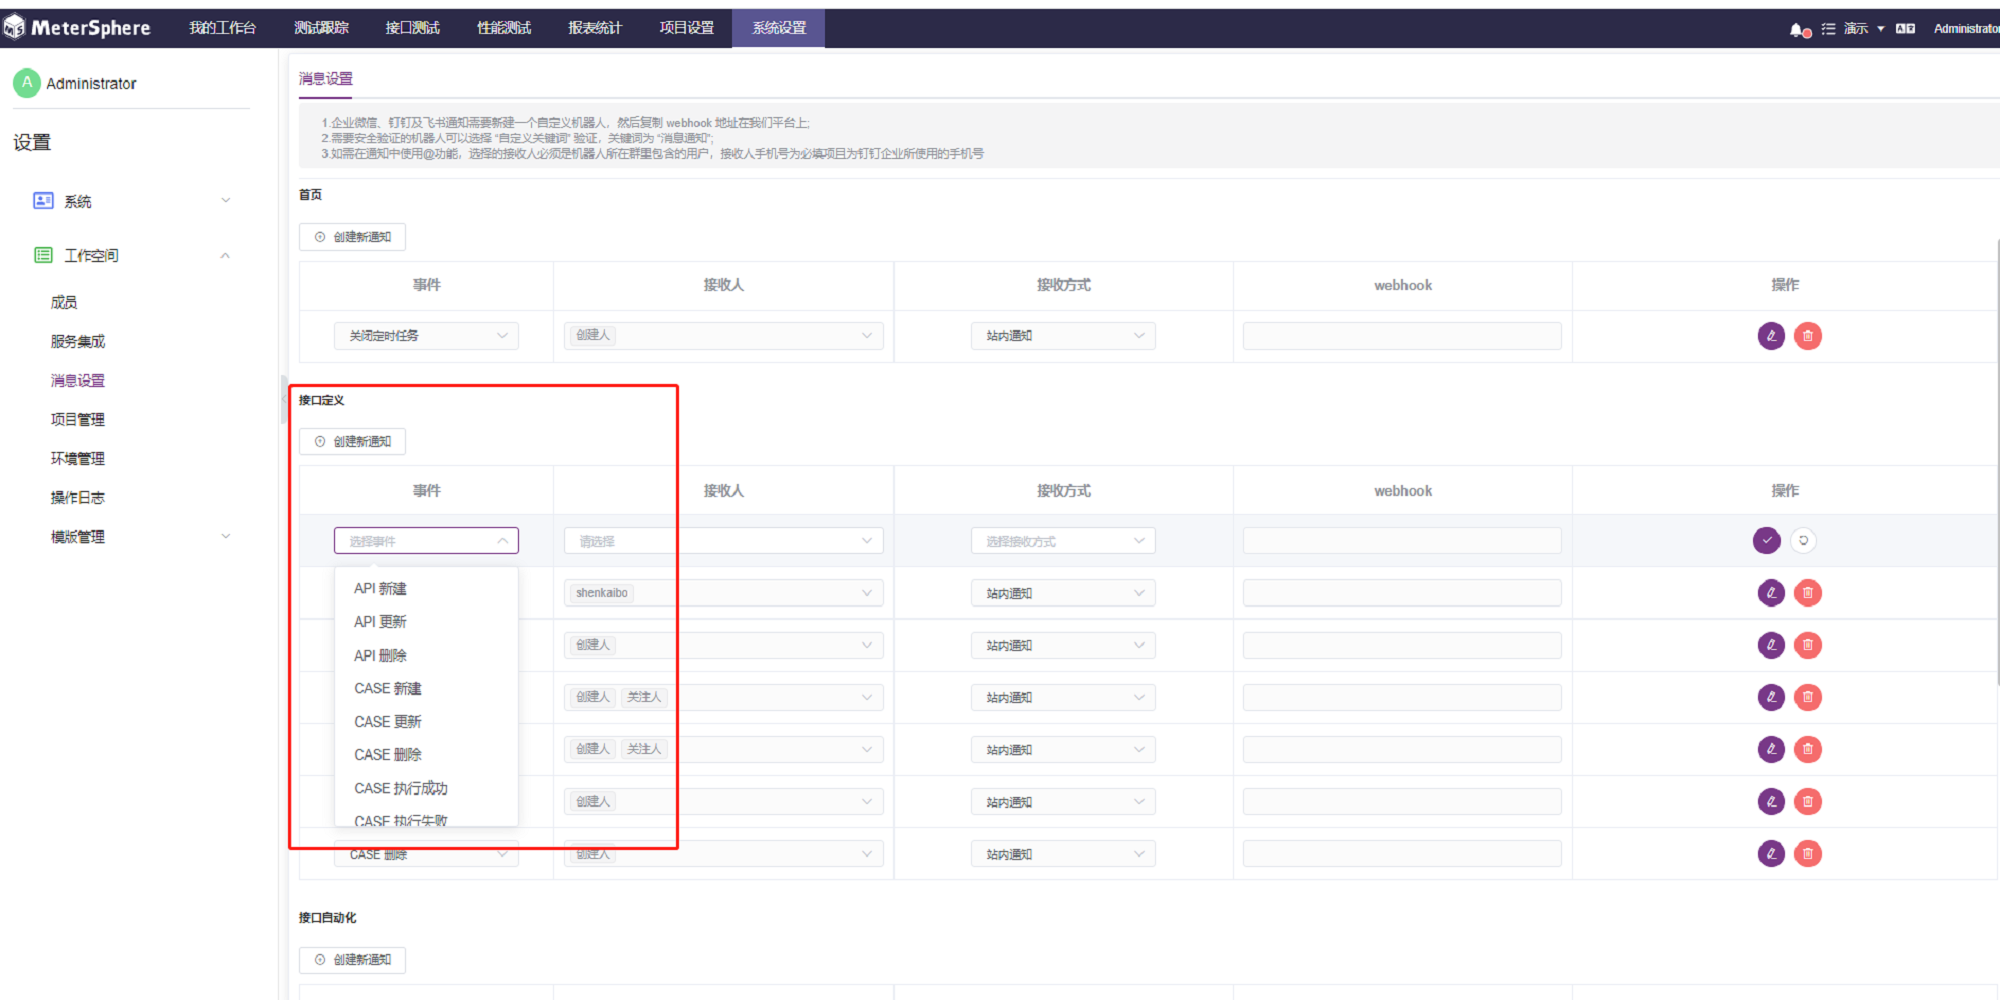 MeterSphere 我的工作台 测试跟踪 接口测试 性能测试 报表统计 项目设置 系统设置 演示 Administrator
A Administrator
设置
系统
工作空间
成员
服务集成
消息设置
项目管理
环境管理
操作日志
模版管理
消息设置
1.企业微信、钉钉及飞书通知需要新建一个自定义机器人，然后复制 webhook 地址在我们平台上;
2.需要安全验证的机器人可以选择 “自定义关键词” 验证，关键词为 “消息通知”;
3.如需在通知中使用@功能，选择的接收人必须是机器人所在群里包含的用户，接收人手机号为必填项目为钉钉企业所使用的手机号
首页
创建新通知
事件 接收人 接收方式 webhook 操作
关闭定时任务 创建人 站内通知
接口定义
创建新通知
事件 接收人 接收方式 webhook 操作
选择事件 请选择 选择接收方式
API 新建
API 更新
API 删除
CASE 新建
CASE 更新
CASE 删除
CASE 执行成功
CASE 执行失败
shenkaibo 站内通知
创建人 站内通知
创建人 关注人 站内通知
创建人 关注人 站内通知
创建人 站内通知
CASE 删除 创建人 站内通知
接口自动化
创建新通知